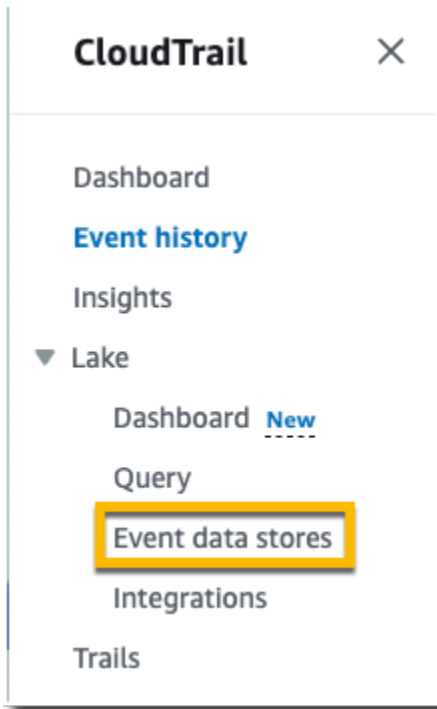 CloudTrail
Dashboard
Event history
Insights
Lake
Dashboard New
Query
Event data stores
Integrations
Trails